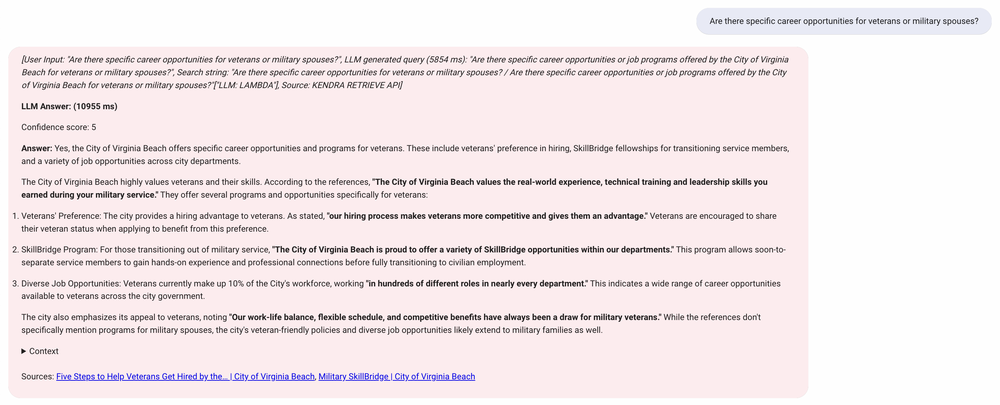 Are there specific career opportunities for veterans or military spouses?
[User Input: "Are there specific career opportunities for veterans or military spouses?", LLM generated query (5854 ms): "Are there specific career opportunities or job programs offered by the City of Virginia
Beach for veterans or military spouses?", Search string: "Are there specific career opportunities for veterans or military spouses? / Are there specific career opportunities or job programs offered by the City
of Virginia Beach for veterans or military spouses?"["LLM: LAMBDA"], Source: KENDRA RETRIEVE API]
LLM Answer: (10955 ms)
Confidence score: 5
Answer: Yes, the City of Virginia Beach offers specific career opportunities and programs for veterans. These include veterans' preference in hiring, SkillBridge fellowships for transitioning service members,
and a variety of job opportunities across city departments.
The City of Virginia Beach highly values veterans and their skills. According to the references, "The City of Virginia Beach values the real-world experience, technical training and leadership skills you
earned during your military service." They offer several programs and opportunities specifically for veterans:
1. Veterans' Preference: The city provides a hiring advantage to veterans. As stated, "our hiring process makes veterans more competitive and gives them an advantage." Veterans are encouraged to share
their veteran status when applying to benefit from this preference.
2. SkillBridge Program: For those transitioning out of military service, "The City of Virginia Beach is proud to offer a variety of SkillBridge opportunities within our departments." This program allows soon-to-
separate service members to gain hands-on experience and professional connections before fully transitioning to civilian employment.
3. Diverse Job Opportunities: Veterans currently make up 10% of the City's workforce, working "in hundreds of different roles in nearly every department." This indicates a wide range of career opportunities
available to veterans across the city government.
The city also emphasizes its appeal to veterans, noting "Our work-life balance, flexible schedule, and competitive benefits have always been a draw for military veterans." While the references don't
specifically mention programs for military spouses, the city's veteran-friendly policies and diverse job opportunities likely extend to military families as well.
▶ Context
Sources: Five Steps to Help Veterans Get Hired by the... | City of Virginia Beach, Military SkillBridge | City of Virginia Beach